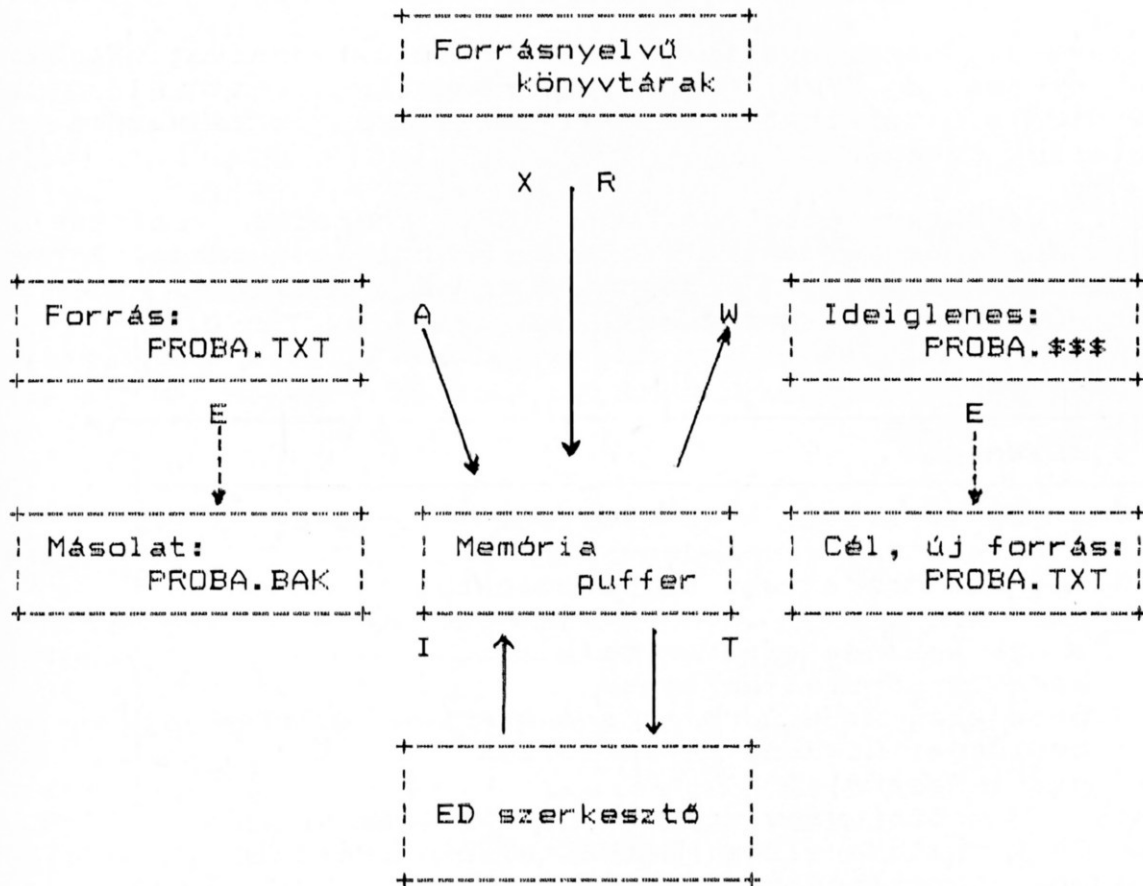 Forrásnyelvű
könyvtárak
X R
Forrás:
PROBA.TXT
A
W
Ideiglenes:
PROBA.$$$
E
E
Másolat:
PROBA.BAK
Memória
puffer
Cél, új forrás:
PROBA.TXT
I
T
ED szerkesztő